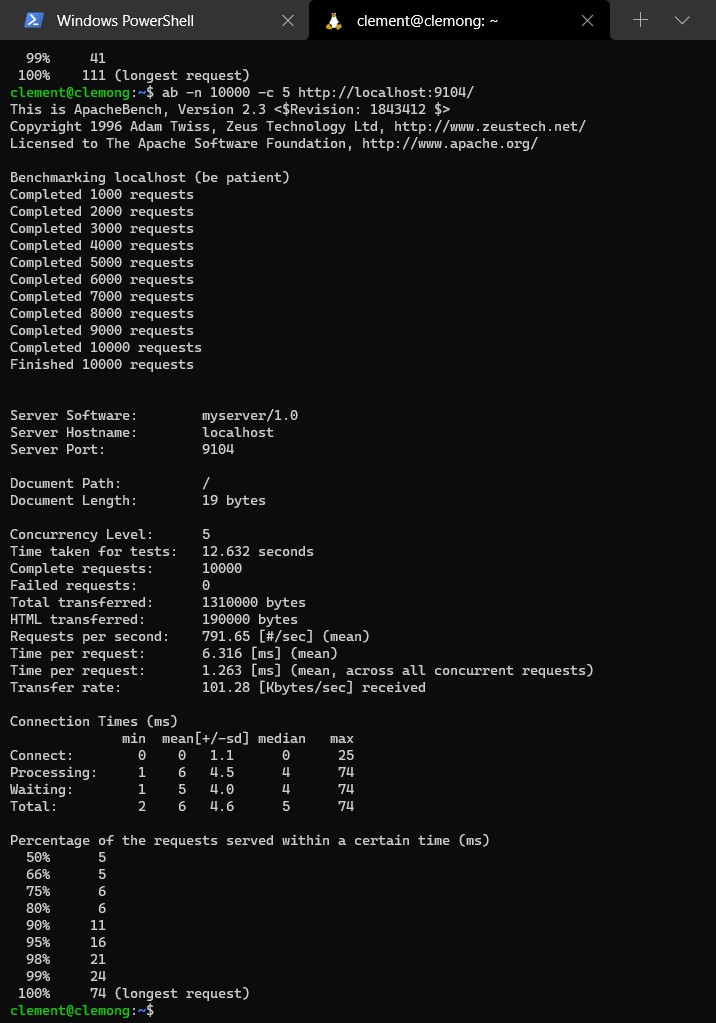 Windows PowerShell
clement@clemong: ~
99% 41
100% 111 (longest request)
clement@clemong:~$ ab -n 10000 -c 5 http://localhost:9104/
This is ApacheBench, Version 2.3 <$Revision: 1843412 $>
Copyright 1996 Adam Twiss, Zeus Technology Ltd, http://www.zeustech.net/
Licensed to The Apache Software Foundation, http://www.apache.org/

Benchmarking localhost (be patient)
Completed 1000 requests
Completed 2000 requests
Completed 3000 requests
Completed 4000 requests
Completed 5000 requests
Completed 6000 requests
Completed 7000 requests
Completed 8000 requests
Completed 9000 requests
Completed 10000 requests
Finished 10000 requests

Server Software: myserver/1.0
Server Hostname: localhost
Server Port: 9104

Document Path: /
Document Length: 19 bytes

Concurrency Level: 5
Time taken for tests: 12.632 seconds
Complete requests: 10000
Failed requests: 0
Total transferred: 1310000 bytes
HTML transferred: 190000 bytes
Requests per second: 791.65 [#/sec] (mean)
Time per request: 6.316 [ms] (mean)
Time per request: 1.263 [ms] (mean, across all concurrent requests)
Transfer rate: 101.28 [Kbytes/sec] received

Connection Times (ms)
min mean[+/-sd] median max
Connect: 0 0 1.1 0 25
Processing: 1 6 4.5 4 74
Waiting: 1 5 4.0 4 74
Total: 2 6 4.6 5 74

Percentage of the requests served within a certain time (ms)
50% 5
66% 5
75% 6
80% 6
90% 11
95% 16
98% 21
99% 24
100% 74 (longest request)
clement@clemong:~$